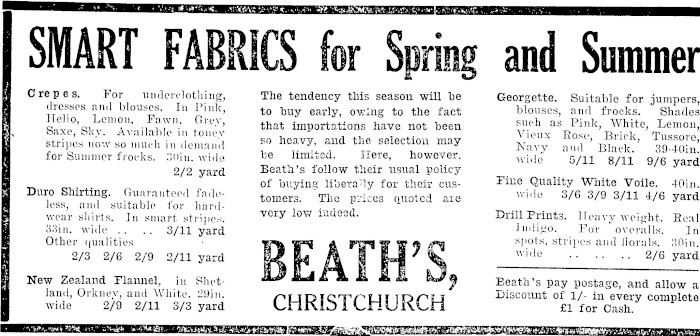 SMART FABRICS for Spring and Summer
Crepes. For underclothing,
dresses and blouses. In Pink,
Helio, Lemon, Fawn, Grey,
Saxe, Sky. Available in toney
stripes now so much in demand
for Summer frocks. 30in. wide
2/2 yard
Duro Shirting. Guaranteed fade-
less, and suitable for hard-
wear shirts. In smart stripes.
33in. wide .. .. 3/11 yard
Other qualities
2/3 2/6 2/9 2/11 yard
New Zealand Flannel, in Shet-
land, Orkney, and White. 29in.
wide 2/9 2/11 3/3 yard
The tendency this season will be
to buy early, owing to the fact
that importations have not been
so heavy, and the selection may
be limited. Here, however,
Beath's follow their usual policy
of buying liberally for their cus-
tomers. The prices quoted are
very low indeed.
BEATH'S,
CHRISTCHURCH
Georgette. Suitable for jumpers,
blouses, and frocks. Shades
such as Pink, White, Lemon,
Vieux Rose, Brick, Tussore,
Navy and Black. 39-40in.
wide 5/11 8/11 9/6 yard
Fine Quality White Voile. 40in.
wide 3/6 3/9 3/11 4/6 yard
Drill Prints. Heavy weight. Real
Indigo. For overalls. In
spots, stripes and florals. 30in.
wide .. .. .. 2/6 yard
Beath's pay postage, and allow a
Discount of 1/- in every complete
£1 for Cash.